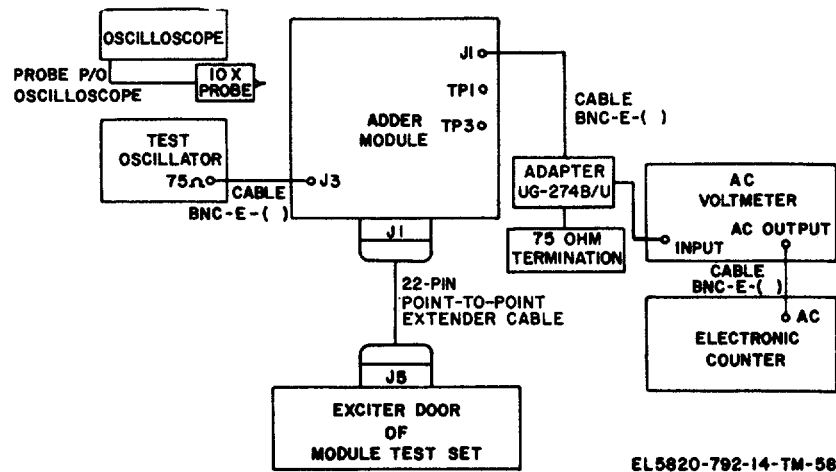 OSCILLOSCOPE
PROBE P/O
OSCILLOSCOPE
10X
PROBE
TEST
OSCILLATOR
75Ω
CABLE
BNC-E-( )
J3
ADDER
MODULE
J1
TP1
TP3
J1
CABLE
BNC-E-( )
ADAPTER
UG-274B/U
75 OHM
TERMINATION
AC
VOLTMETER
AC OUTPUT
INPUT
CABLE
BNC-E-( )
AC
ELECTRONIC
COUNTER
22-PIN
POINT-TO-POINT
EXTENDER CABLE
J5
EXCITER DOOR
OF
MODULE TEST SET
EL5820-792-14-TM-58